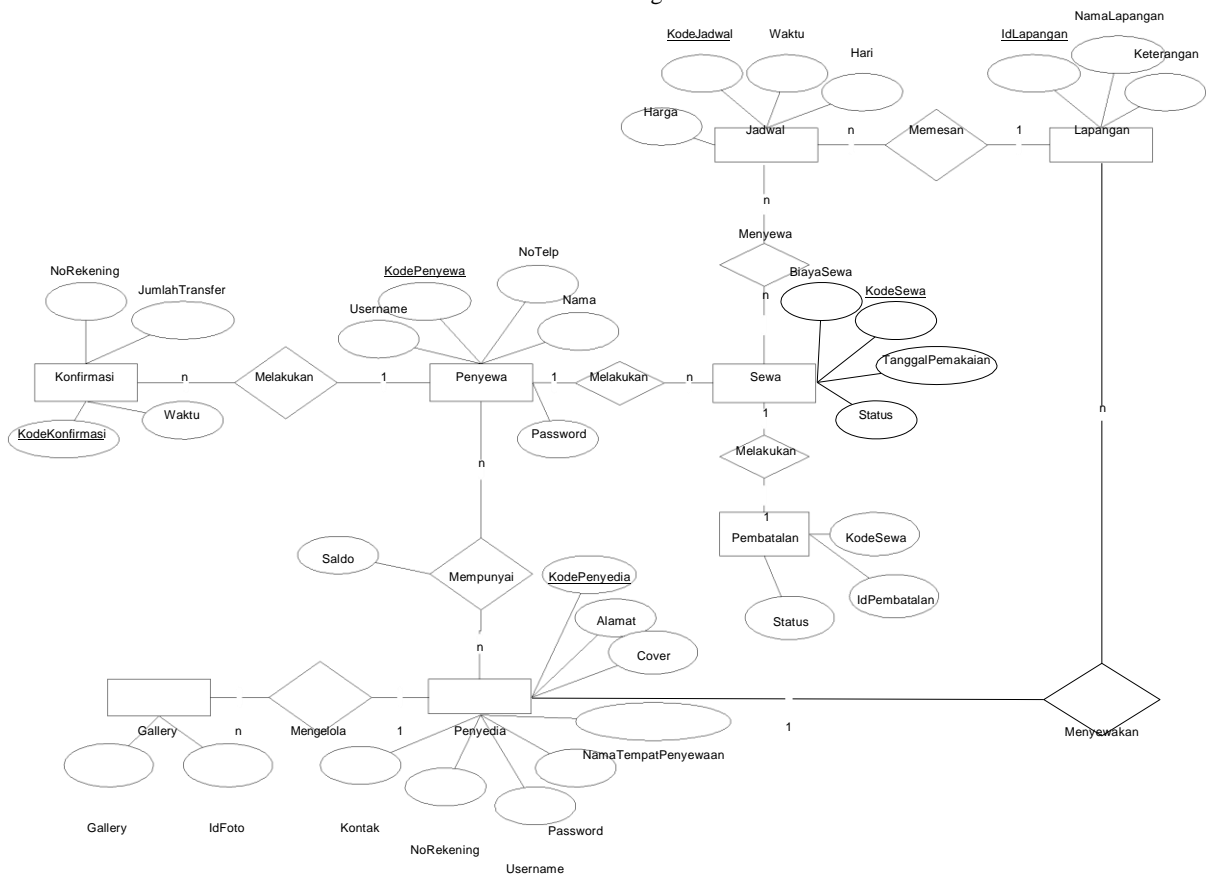 NamaLapangan
KodeJadwal
Waktu
IdLapangan
Hari
Keterangan
Harga
Jadwal
n
Memesan
1
Lapangan
n
Menyewa
NoTelp
NoRekening
KodePenyewa
BiayaSewa
JumlahTransfer
KodeSewa
n
Nama
Username
TanggalPemakaian
Konfirmasi
n
Melakukan
1
Penyewa
1
Melakukan
n
Sewa
Waktu
1
Status
n
KodeKonfirmasi
Password
Melakukan
n
1
Pembatalan
KodeSewa
Saldo
Mempunyai
KodePenyedia
IdPembatalan
Alamat
Status
n
Cover
Gallery
n
Mengelola
1
Penyedia
1
Menyewakan
NamaTempatPenyewaan
Gallery
IdFoto
Kontak
Password
NoRekening
Username